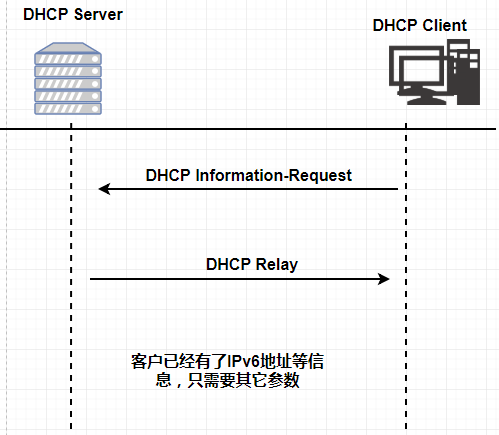 DHCP Server
DHCP Client
DHCP Information-Request
DHCP Relay
客户已经有了IPv6地址等信
息，只需要其它参数